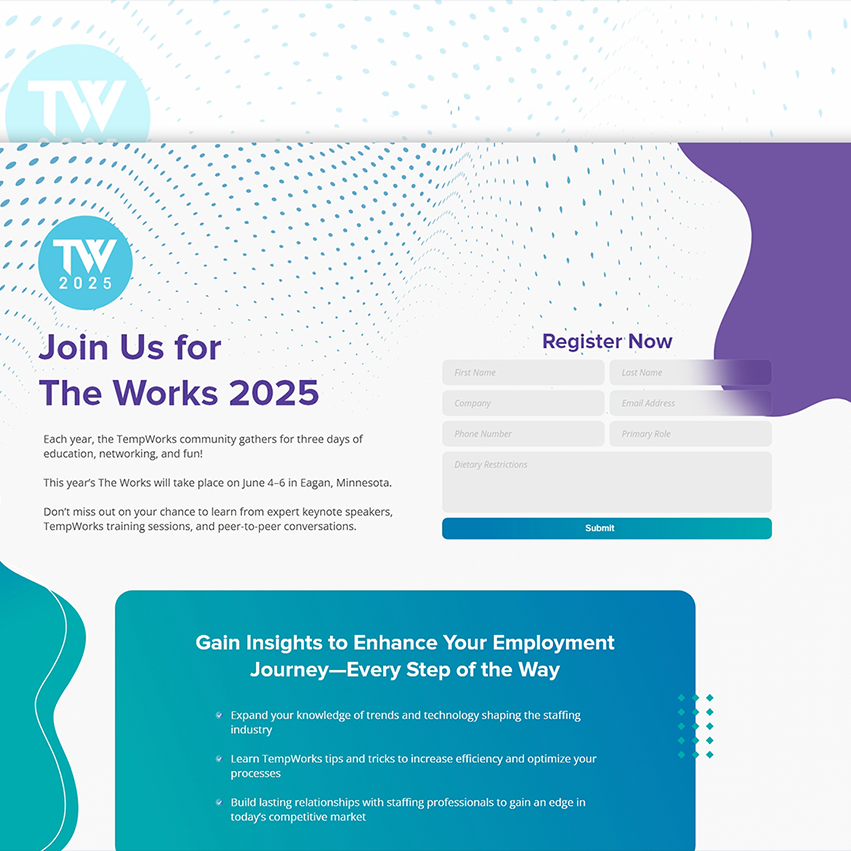 TW
TW
2025
Join Us for
The Works 2025
Each year, the TempWorks community gathers for three days of
education, networking, and fun!
This year's The Works will take place on June 4–6 in Eagan, Minnesota.
Don't miss out on your chance to learn from expert keynote speakers,
TempWorks training sessions, and peer-to-peer conversations.
Register Now
First Name
Last Name
Company
Email Address
Phone Number
Primary Role
Dietary Restrictions
Submit
Gain Insights to Enhance Your Employment
Journey—Every Step of the Way
Expand your knowledge of trends and technology shaping the staffing
industry
Learn TempWorks tips and tricks to increase efficiency and optimize your
processes
Build lasting relationships with staffing professionals to gain an edge in
today's competitive market